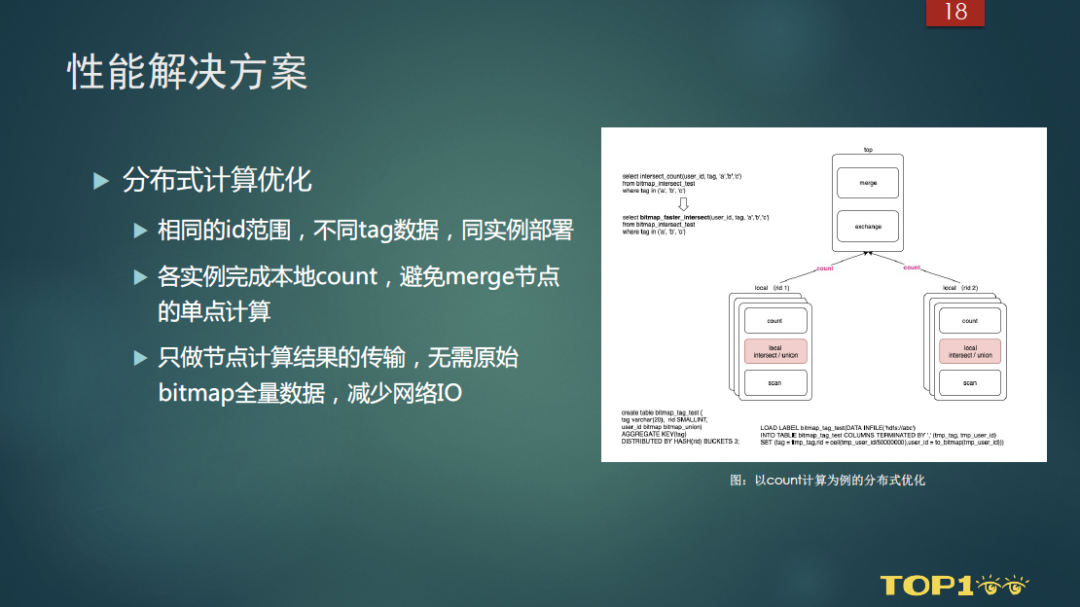 18
性能解决方案
分布式计算优化
相同的id范围，不同tag数据，同实例部署
各实例完成本地count，避免merge节点
的单点计算
只做节点计算结果的传输，无需原始
bitmap全量数据，减少网络IO
select intersect_count(user_id, tag, 'a','b','c')
from bitmap_intersect_test
where tag in ('a', 'b', 'c')
select bitmap_faster_intersect(user_id, tag, 'a','b','c')
from bitmap_intersect_test
where tag in ('a', 'b', 'c')
top
merge
exchange
count
count
local (rid 1)
count
local
intersect / union
scan
local (rid 2)
count
local
intersect / union
scan
create table bitmap_tag_test (
tag varchar(20), rid SMALLINT,
user_id bitmap bitmap_union)
AGGREGATE KEY(tag)
DISTRIBUTED BY HASH(rid) BUCKETS 3;
LOAD LABEL bitmap_tag_test(DATA INFILE('hdfs://abc')
INTO TABLE bitmap_tag_test COLUMNS TERMINATED BY ',' (tmp_tag, tmp_user_id)
SET (tag = tmp_tag,rid = ceil(tmp_user_id/50000000),user_id = to_bitmap(tmp_user_id)))
图：以count计算为例的分布式优化
TOP100